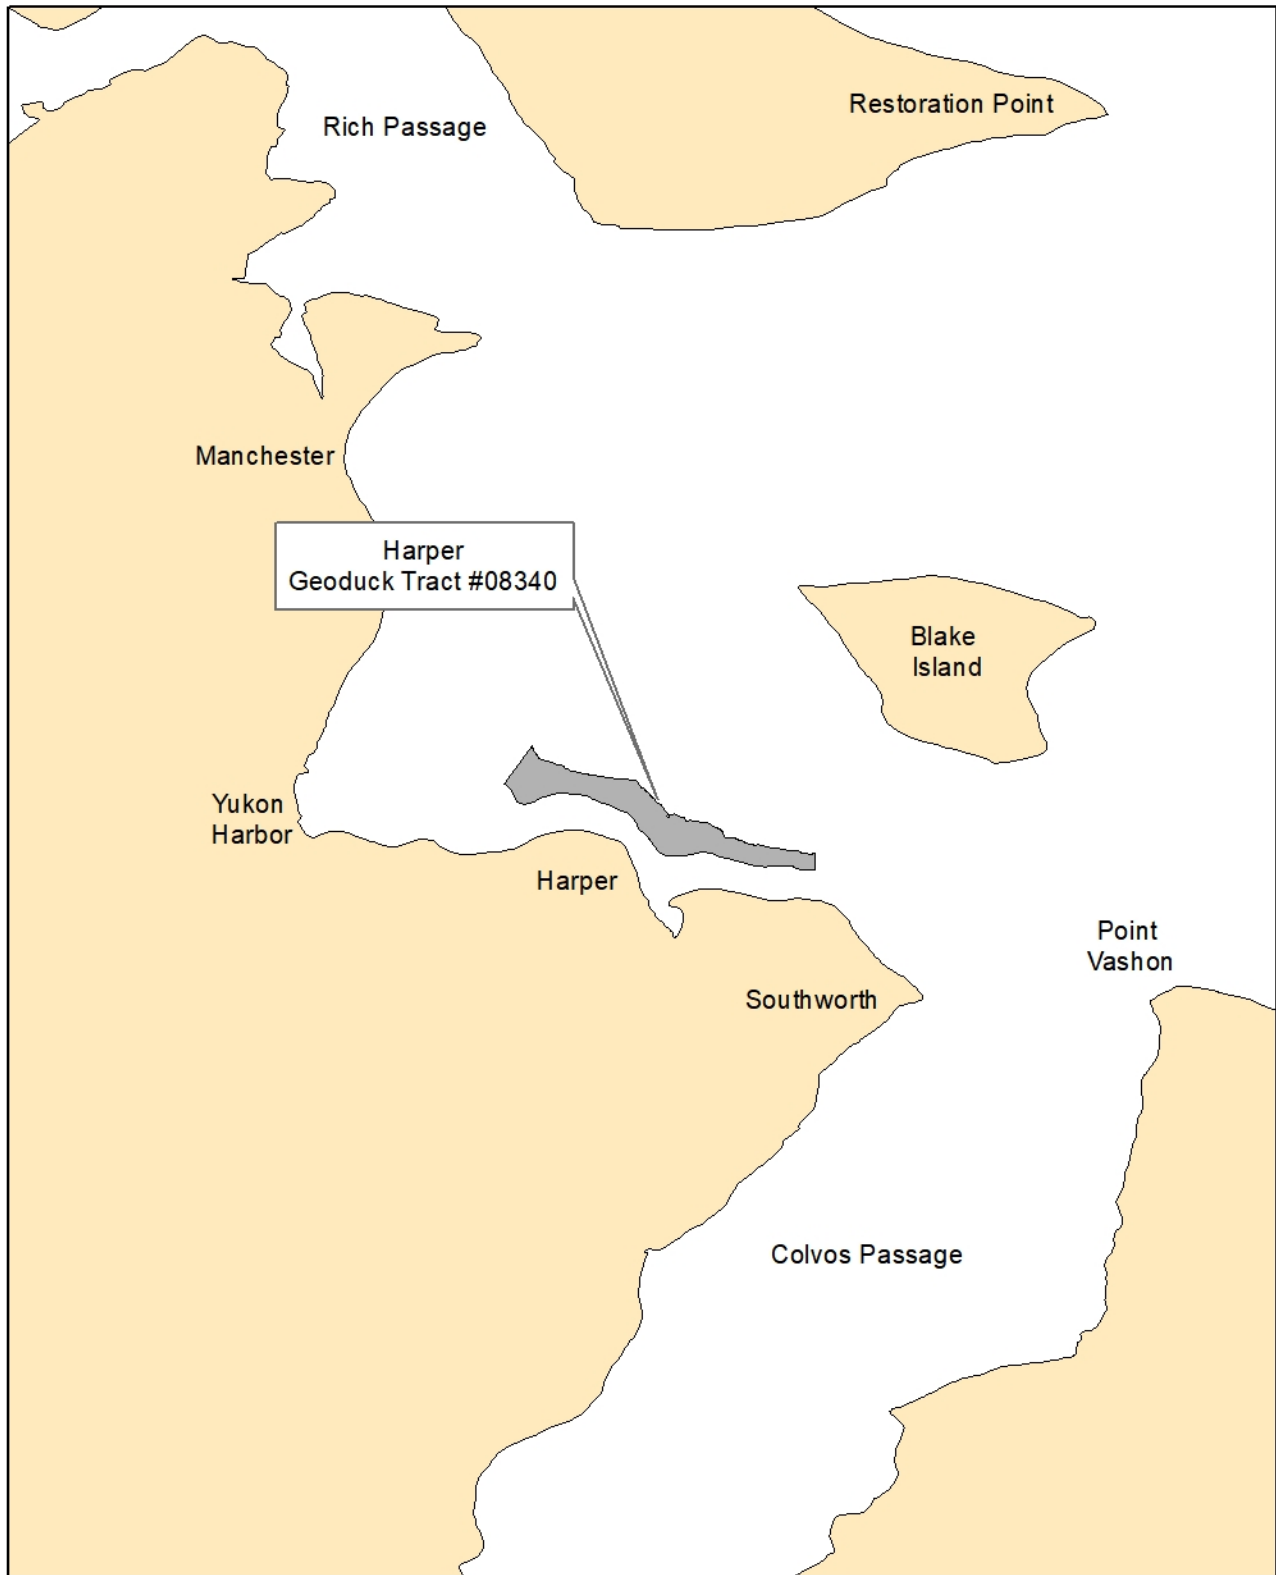 Restoration Point
Rich Passage
Manchester
Harper
Geoduck Tract #08340
Blake
Island
Yukon
Harbor
Harper
Point
Vashon
Southworth
Colvos Passage